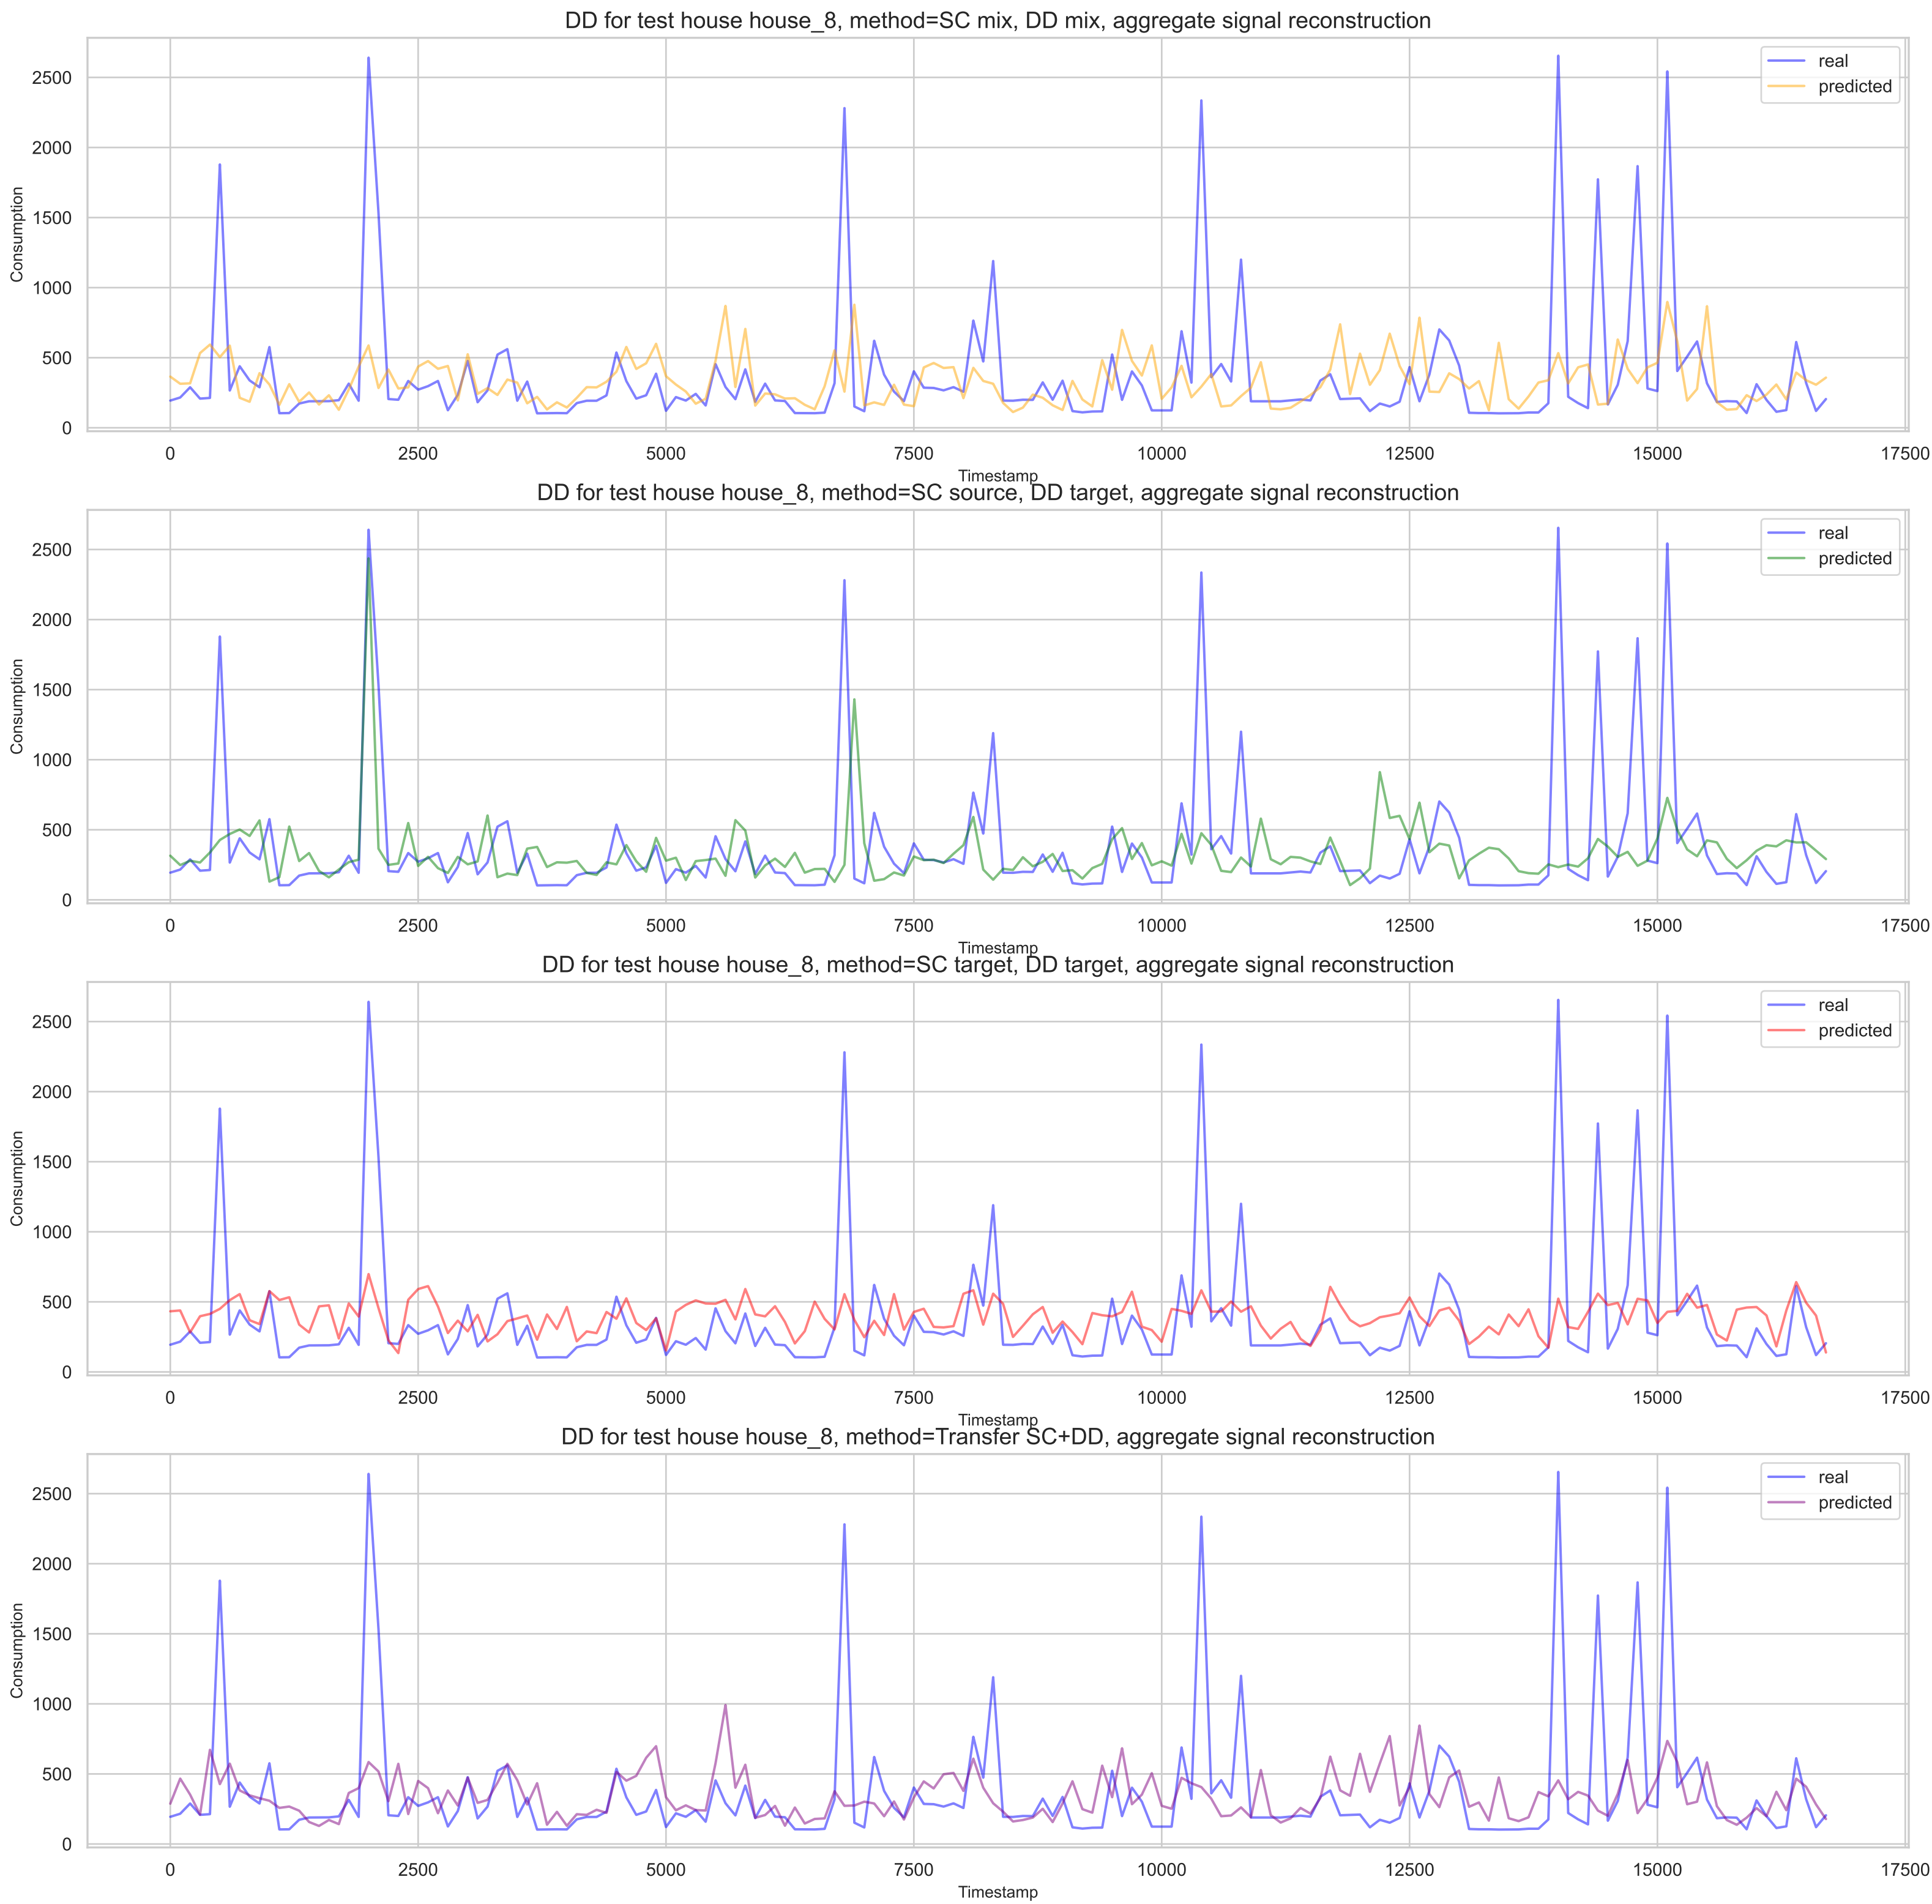 DD for test house house_8, method=SC mix, DD mix, aggregate signal reconstruction
real
predicted
2500
2000
1500
1000
500
0
Consumption
0 2500 5000 7500 10000 12500 15000 17500
Timestamp
DD for test house house_8, method=SC source, DD target, aggregate signal reconstruction
real
predicted
2500
2000
1500
1000
500
0
Consumption
0 2500 5000 7500 10000 12500 15000 17500
Timestamp
DD for test house house_8, method=SC target, DD target, aggregate signal reconstruction
real
predicted
2500
2000
1500
1000
500
0
Consumption
0 2500 5000 7500 10000 12500 15000 17500
Timestamp
DD for test house house_8, method=Transfer SC+DD, aggregate signal reconstruction
real
predicted
2500
2000
1500
1000
500
0
Consumption
0 2500 5000 7500 10000 12500 15000 17500
Timestamp